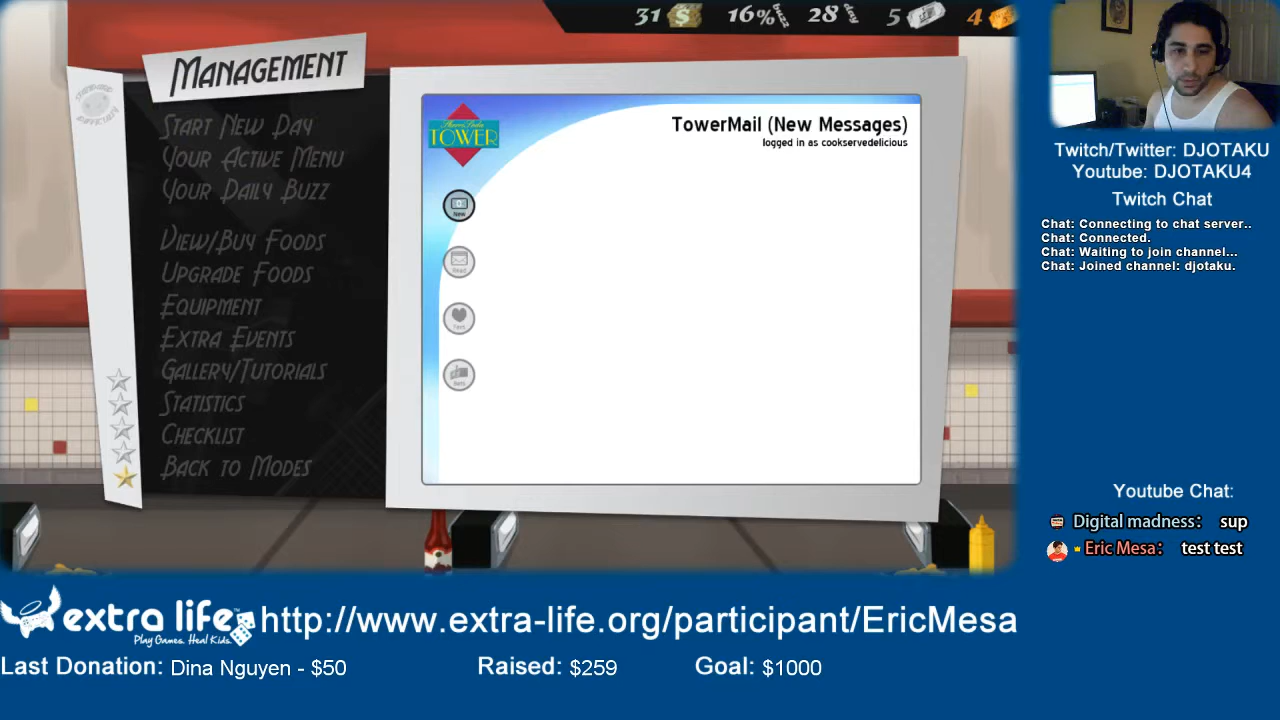 31 $ 16% buzz 28 day 5 4
MANAGEMENT
START NEW DAY
YOUR ACTIVE MENU
YOUR DAILY BUZZ
VIEW/BUY FOODS
UPGRADE FOODS
EQUIPMENT
EXTRA EVENTS
GALLERY/TUTORIALS
STATISTICS
CHECKLIST
BACK TO MODES
TOWER
TowerMail (New Messages)
logged in as cookservedelicious
New
Read
Twitch/Twitter: DJOTAKU
Youtube: DJOTAKU4
Twitch Chat
Chat: Connecting to chat server..
Chat: Connected.
Chat: Waiting to join channel...
Chat: Joined channel: djotaku.
Youtube Chat:
Digital madness: sup
Eric Mesa: test test
extra life
Play Games. Heal Kids.
http://www.extra-life.org/participant/EricMesa
Last Donation: Dina Nguyen - $50
Raised: $259
Goal: $1000